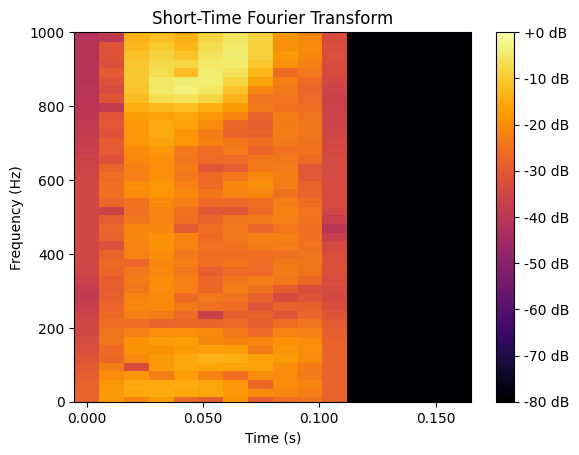 Short-Time Fourier Transform
1000
800
600
400
200
0
Frequency (Hz)
0.000
0.050
0.100
0.150
Time (s)
+0 dB
-10 dB
-20 dB
-30 dB
-40 dB
-50 dB
-60 dB
-70 dB
-80 dB